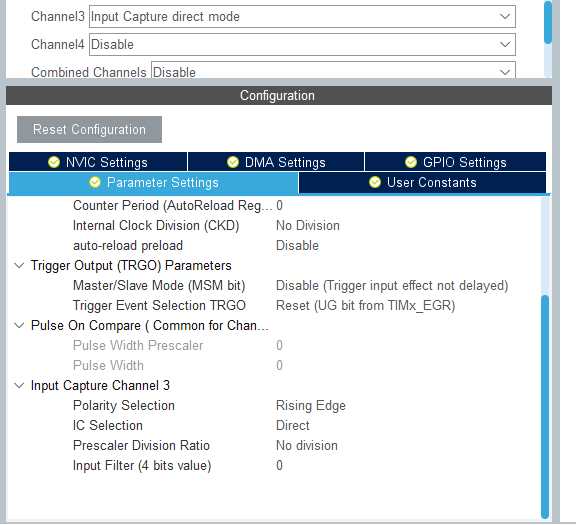 Channel3 Input Capture direct mode
Channel4 Disable
Combined Channels Disable
Configuration
Reset Configuration
NVIC Settings DMA Settings GPIO Settings
Parameter Settings User Constants
Counter Period (AutoReload Reg... 0
Internal Clock Division (CKD) No Division
auto-reload preload Disable
Trigger Output (TRGO) Parameters
Master/Slave Mode (MSM bit) Disable (Trigger input effect not delayed)
Trigger Event Selection TRGO Reset (UG bit from TIMx_EGR)
Pulse On Compare ( Common for Chan...
Pulse Width Prescaler 0
Pulse Width 0
Input Capture Channel 3
Polarity Selection Rising Edge
IC Selection Direct
Prescaler Division Ratio No division
Input Filter (4 bits value) 0